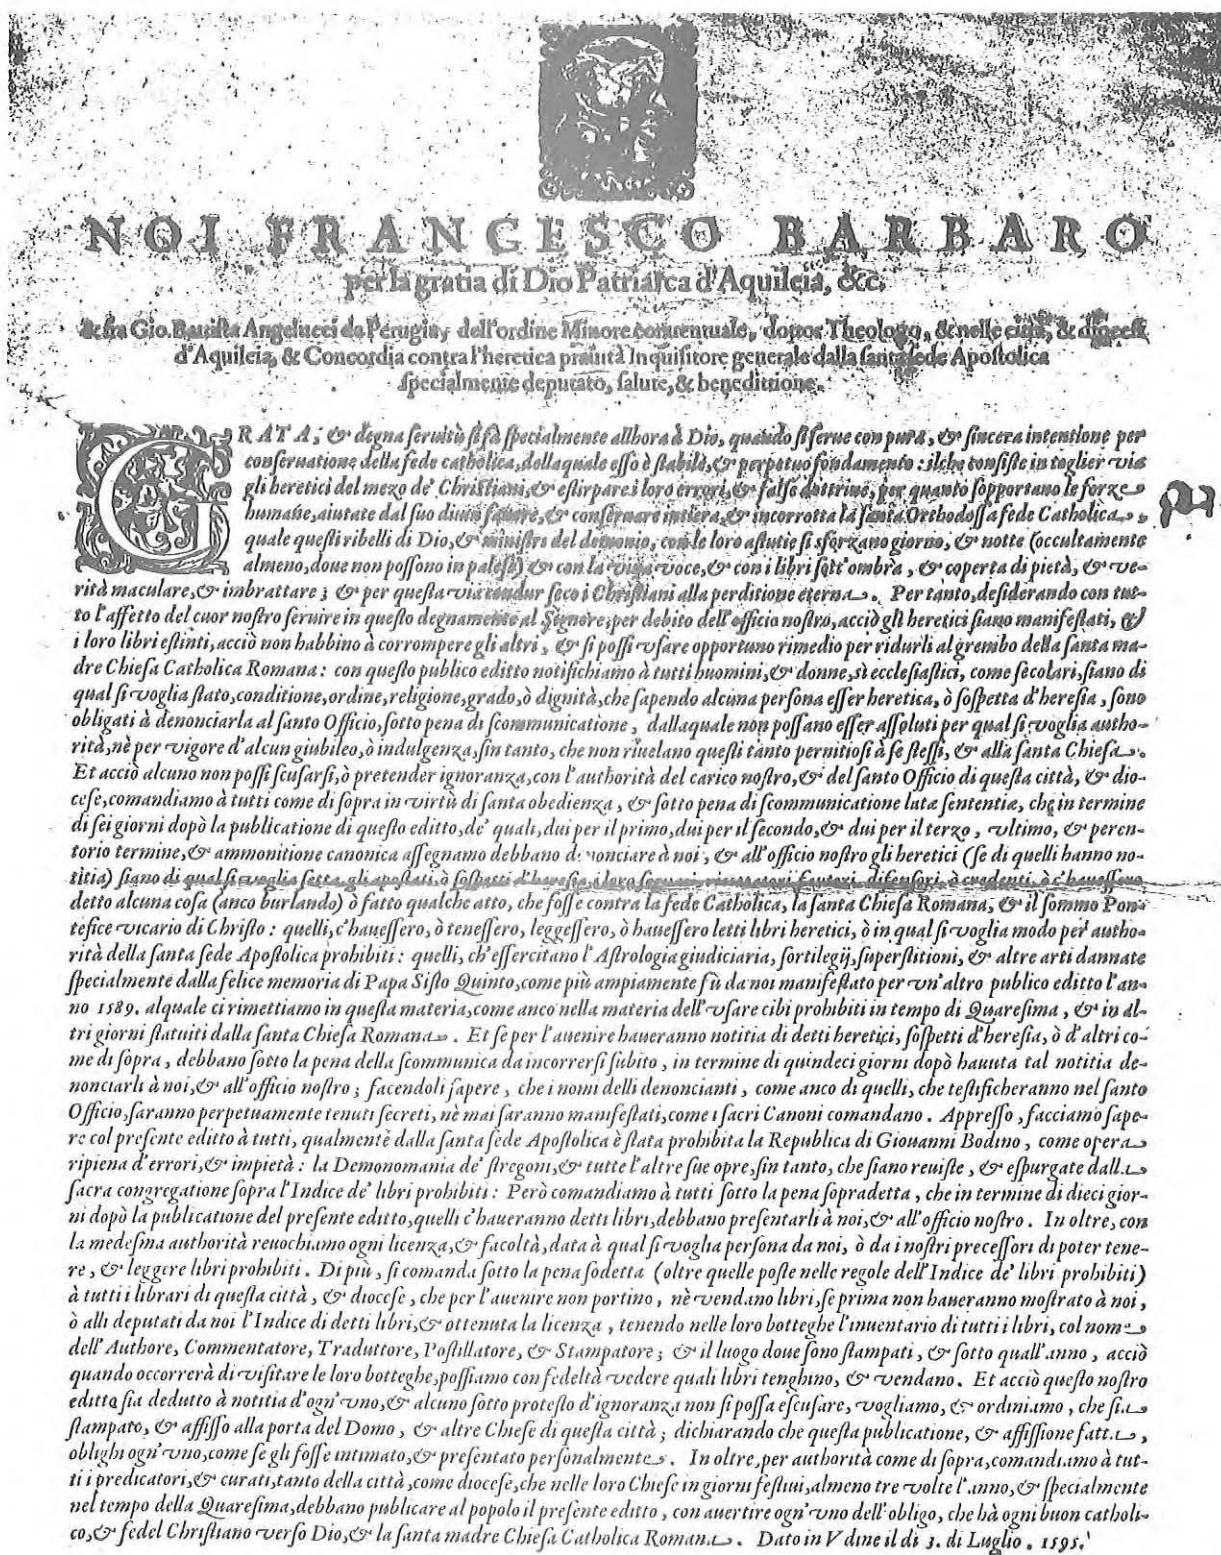 NOI FRANCESCO BARBARO
per la gratia di Dio Patriarca d'Aquileia, &c.
& fra Gio. Battista Angelucci da Perugia, dell'ordine Minore conventuale, dottor Theologo, & nelle città, & diocesi
d'Aquileia, & Concordia contra l'heretica prauità Inquisitore generale dalla santa sede Apostolica
specialmente deputato, salute, & benedittione.
GRATA, & degna seruitù si fà specialmente allhora à Dio, quando si serue con pura, & sincera intentione per
conseruatione della fede catholica, della quale esso è stabile, & perpetuo fondamento: ilche consiste in toglier via
gli heretici del mezo de' Christiani, & estirpare i loro errori, & false dottrine, per quanto sopportano le forze
humane, aiutate dal suo diuin fauore, & conseruare intiera, & incorrotta la santa Orthodossa fede Catholica,
quale questi ribelli di Dio, & ministri del demonio, con le loro astutie si sforzano giorno, & notte (occultamente
almeno, doue non possono in palese) & con la viua voce, & con i libri sott'ombra, & coperta di pietà, & ve-
rità maculare, & imbrattare; & per questa via condur seco i Christiani alla perditione eterna. Per tanto, desiderando con tut-
to l'affetto del cuor nostro seruire in questo degnamente al Signore, per debito dell'officio nostro, acciò gli heretici siano manifestati, &
i loro libri estinti, acciò non habbino à corrompere gli altri, & si possi vsare opportuno rimedio per ridurli al grembo della santa ma-
dre Chiesa Catholica Romana: con questo publico editto notifichiamo à tutti huomini, & donne, sì ecclesiastici, come secolari, siano di
qual si voglia stato, conditione, ordine, religione, grado, ò dignità, che sapendo alcuna persona esser heretica, ò sospetta d'heresia, sono
obligati à denonciarla al santo Officio, sotto pena di scommunicatione, dallaquale non possano esser assoluti per qual si voglia autho-
rità, nè per vigore d'alcun giubileo, ò indulgenza, sin tanto, che non riuelano questi tanto pernitiosi à se stessi, & alla santa Chiesa.
Et acciò alcuno non possi scusarsi, ò pretender ignoranza, con l'authorità del carico nostro, & del santo Officio di questa città, & dio-
cese, comandiamo à tutti come di sopra in virtù di santa obedienza, & sotto pena di scommunicatione latæ sententiæ, che in termine
di sei giorni dopò la publicatione di questo editto, de' quali, dui per il primo, dui per il secondo, & dui per il terzo, vltimo, & peren-
torio termine, & ammonitione canonica assegnamo debbano denonciare à noi, & all'officio nostro gli heretici (se di quelli hanno no-
titia) siano di qual si voglia setta, gli apostati, ò sospetti d'heresia, i loro seguaci, ricettatori, fautori, difensori, ò credenti, ò c'hauessero
detto alcuna cosa (anco burlando) ò fatto qualche atto, che fosse contra la fede Catholica, la santa Chiesa Romana, & il sommo Pon-
tefice vicario di Christo: quelli, c'hauessero, ò tenessero, leggessero, ò hauessero letti libri heretici, ò in qual si voglia modo per autho-
rità della santa sede Apostolica prohibiti: quelli, ch'essercitano l'Astrologia giudiciaria, sortilegij, superstitioni, & altre arti dannate
specialmente dalla felice memoria di Papa Sisto Quinto, come più ampiamente fù da noi manifestato per vn'altro publico editto l'an-
no 1589. alquale ci rimettiamo in questa materia, come anco nella materia dell'vsare cibi prohibiti in tempo di Quaresima, & in al-
tri giorni statuiti dalla santa Chiesa Romana. Et se per l'auenire haueranno notitia di detti heretici, sospetti d'heresia, ò d'altri co-
me di sopra, debbano sotto la pena della scommunica da incorrersi subito, in termine di quindeci giorni dopò hauuta tal notitia de-
nonciarli à noi, & all'officio nostro; facendoli sapere, che i nomi delli denoncianti, come anco di quelli, che testificheranno nel santo
Officio, saranno perpetuamente tenuti secreti, nè mai saranno manifestati, come i sacri Canoni comandano. Appresso, facciamo sape-
re col presente editto à tutti, qualmente dalla santa sede Apostolica è stata prohibita la Republica di Giouanni Bodino, come opera
ripiena d'errori, & impietà: la Demonomania de' stregoni, & tutte l'altre sue opre, sin tanto, che siano reuiste, & espurgate dalla
sacra congregatione sopra l'Indice de' libri prohibiti: Però comandiamo à tutti sotto la pena sopradetta, che in termine di dieci gior-
ni dopò la publicatione del presente editto, quelli c'haueranno detti libri, debbano presentarli à noi, & all'officio nostro. In oltre, con
la medesma authorità reuochiamo ogni licenza, & facoltà, data à qual si voglia persona da noi, ò da i nostri precessori di poter tene-
re, & leggere libri prohibiti. Di più, si comanda sotto la pena sodetta (oltre quelle poste nelle regole dell'Indice de' libri prohibiti)
à tutti i librari di questa città, & diocese, che per l'auenire non portino, nè vendano libri, se prima non haueranno mostrato à noi,
ò alli deputati da noi l'Indice di detti libri, & ottenuta la licenza, tenendo nelle loro botteghe l'inuentario di tutti i libri, col nome
dell'Authore, Commentatore, Traduttore, Postillatore, & Stampatore; & il luogo doue sono stampati, & sotto quall'anno, acciò
quando occorrerà di visitare le loro botteghe, possiamo con fedeltà vedere quali libri tenghino, & vendano. Et acciò questo nostro
editto sia dedutto à notitia d'ogn'vno, & alcuno sotto protesto d'ignoranza non si possa escusare, vogliamo, & ordiniamo, che sia
stampato, & affisso alla porta del Domo, & altre Chiese di questa città; dichiarando che questa publicatione, & affissione fatta,
oblighi ogn'vno, come se gli fosse intimato, & presentato personalmente. In oltre, per authorità come di sopra, comandiamo à tut-
ti i predicatori, & curati, tanto della città, come diocese, che nelle loro Chiese in giorni festiui, almeno tre volte l'anno, & specialmente
nel tempo della Quaresima, debbano publicare al popolo il presente editto, con auertire ogn'vno dell'obligo, che hà ogni buon catholi-
co, & fedel Christiano verso Dio, & la santa madre Chiesa Catholica Romana. Dato in Vdine il dì 3. di Luglio. 1595.